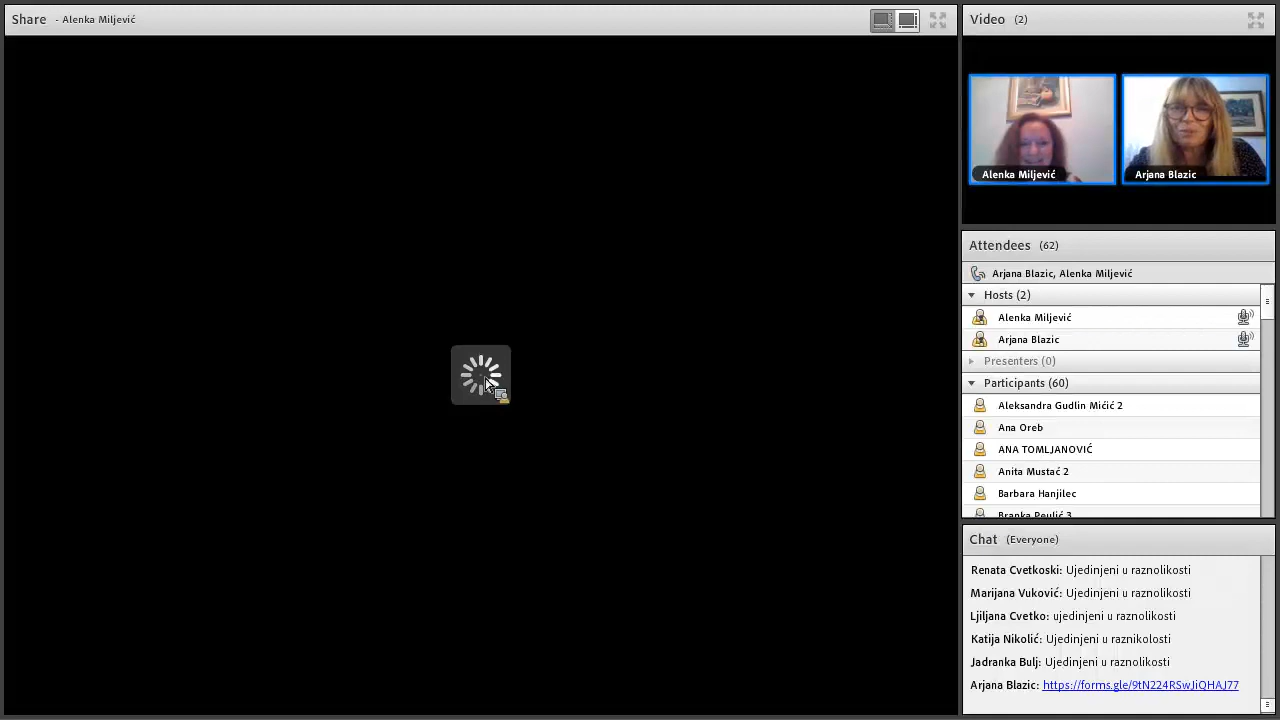 Share - Alenka Miljević
Video (2)
Alenka Miljević
Arjana Blazic
Attendees (62)
Arjana Blazic, Alenka Miljević
Hosts (2)
Alenka Miljević
Arjana Blazic
Presenters (0)
Participants (60)
Aleksandra Gudlin Mićić 2
Ana Oreb
ANA TOMLJANOVIĆ
Anita Mustać 2
Barbara Hanjilec
Branka Peulić 3
Chat (Everyone)
Renata Cvetkoski: Ujedinjeni u raznolikosti
Marijana Vuković: Ujedinjeni u raznolikosti
Ljiljana Cvetko: ujedinjeni u raznolikosti
Katija Nikolić: Ujedinjeni u raznikolosti
Jadranka Bulj: Ujedinjeni u raznolikosti
Arjana Blazic: https://forms.gle/9tN224RSwJiQHAJ77